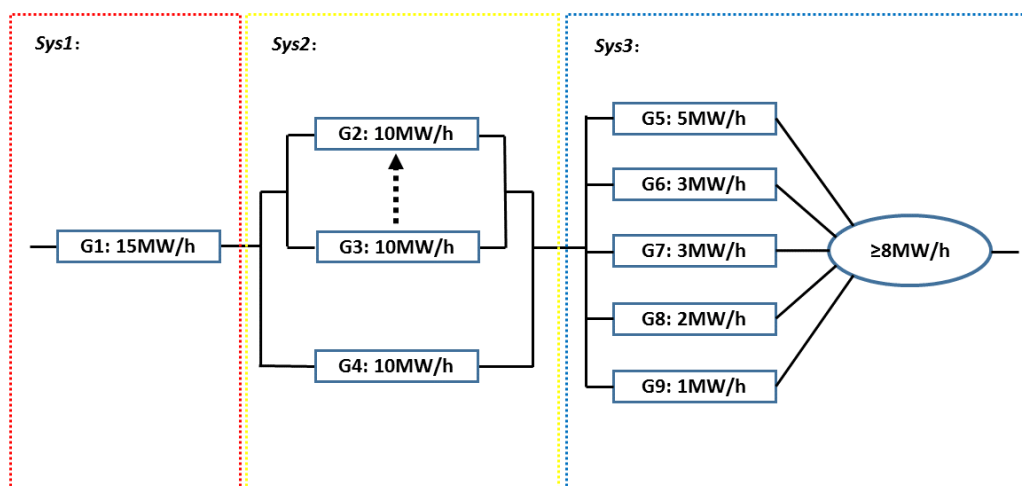 Sys1:
Sys2:
Sys3:
G1: 15MW/h
G2: 10MW/h
G3: 10MW/h
G4: 10MW/h
G5: 5MW/h
G6: 3MW/h
G7: 3MW/h
G8: 2MW/h
G9: 1MW/h
≥8MW/h